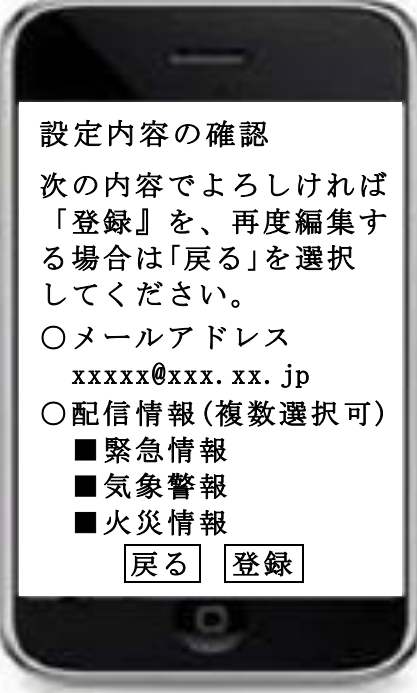 設定内容の確認
次の内容でよろしければ
「登録』を、再度編集す
る場合は｢戻る｣を選択
してください。
○メールアドレス
xxxxx@xxx.xx.jp
○配信情報(複数選択可)
■緊急情報
■気象警報
■火災情報
戻る 登録